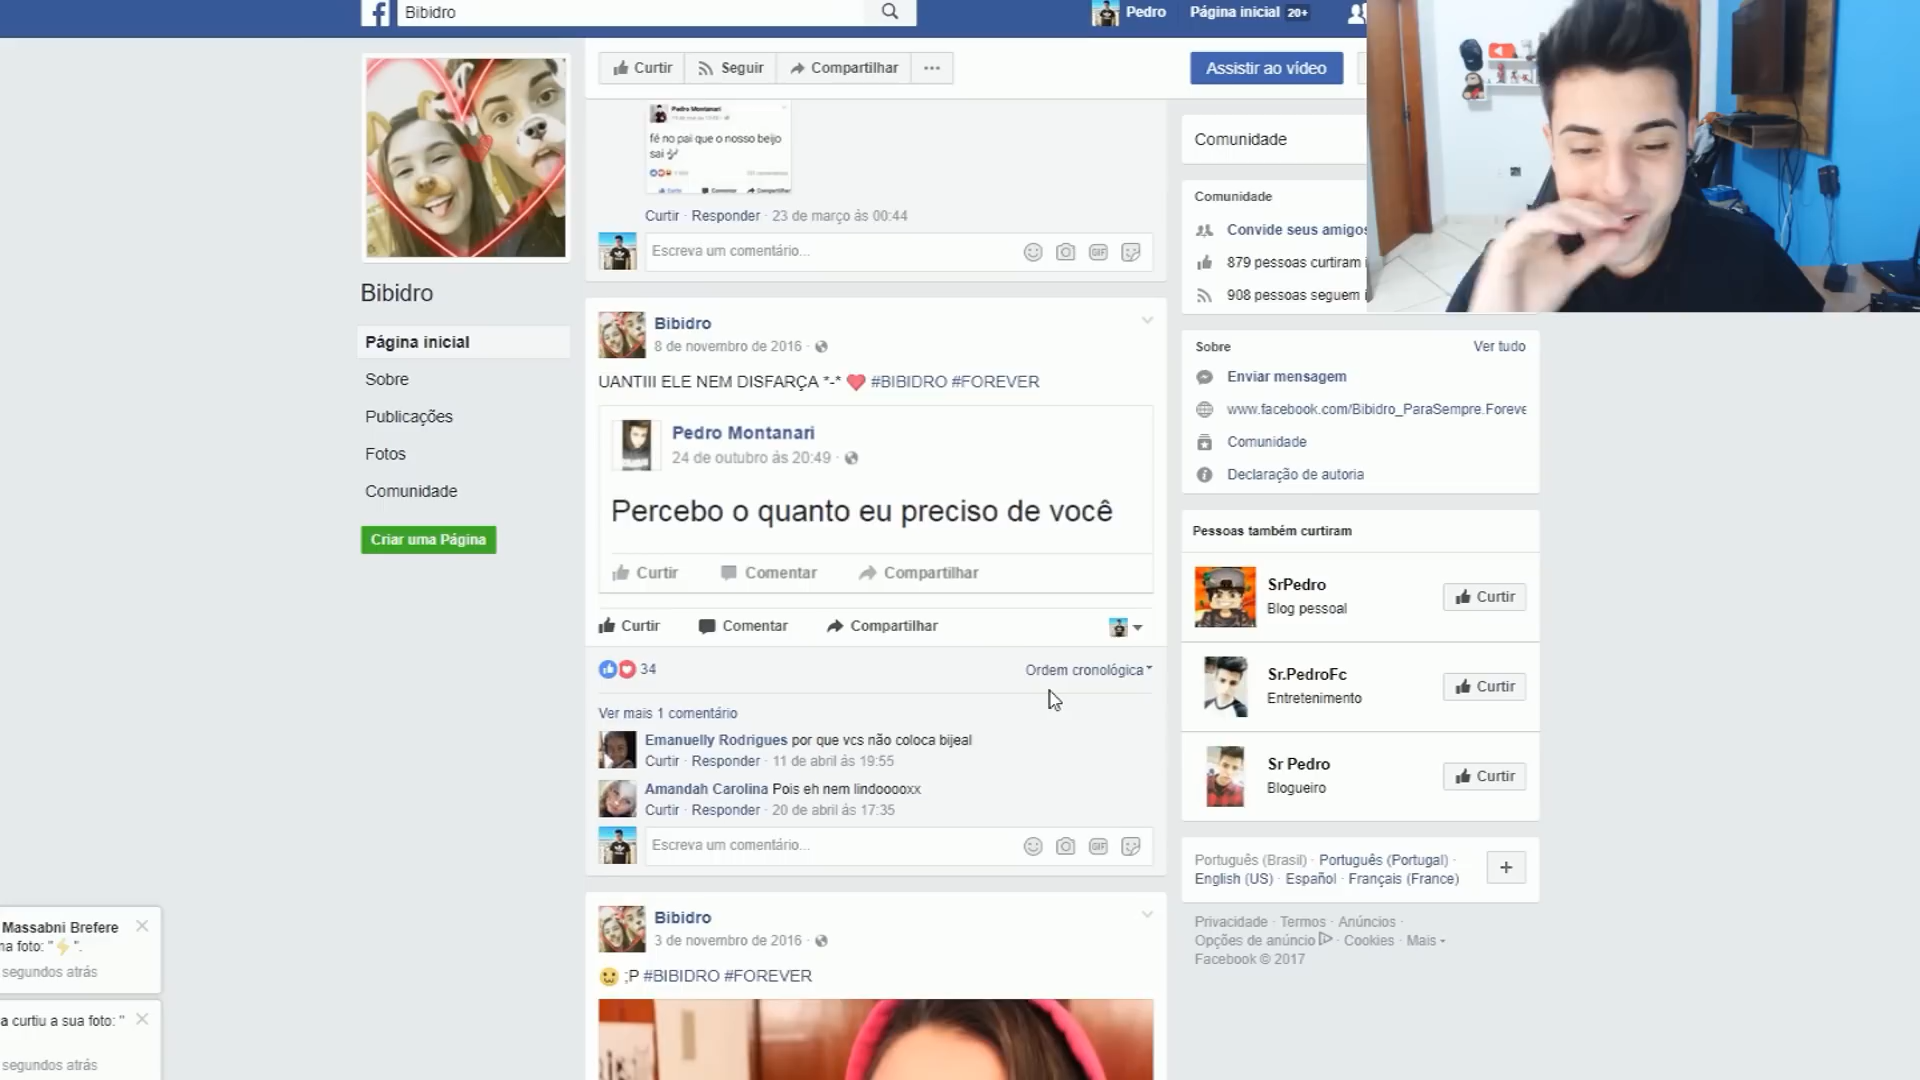 Bibidro
Pedro
Página inicial 20+
Curtir
Seguir
Compartilhar
Assistir ao vídeo
Pedro Montanari
fé no pai que o nosso beijo
sai
Curtir
Comentar
Compartilhar
Curtir · Responder · 23 de março às 00:44
Escreva um comentário...
GIF
Bibidro
Página inicial
Sobre
Publicações
Fotos
Comunidade
Criar uma Página
Bibidro
8 de novembro de 2016 ·
UANTIII ELE NEM DISFARÇA *-* ❤ #BIBIDRO #FOREVER
Pedro Montanari
24 de outubro às 20:49 ·
Percebo o quanto eu preciso de você
Curtir
Comentar
Compartilhar
Curtir
Comentar
Compartilhar
34
Ordem cronológica
Ver mais 1 comentário
Emanuelly Rodrigues por que vcs não coloca bijeal
Curtir · Responder · 11 de abril às 19:55
Amandah Carolina Pois eh nem lindooooxx
Curtir · Responder · 20 de abril às 17:35
Escreva um comentário...
GIF
Bibidro
3 de novembro de 2016 ·
;P #BIBIDRO #FOREVER
Comunidade
Comunidade
Convide seus amigos
879 pessoas curtiram i
908 pessoas seguem i
Sobre
Ver tudo
Enviar mensagem
www.facebook.com/Bibidro_ParaSempre.Foreve
Comunidade
Declaração de autoria
Pessoas também curtiram
SrPedro
Blog pessoal
Curtir
Sr.PedroFc
Entretenimento
Curtir
Sr Pedro
Blogueiro
Curtir
Português (Brasil) · Português (Portugal) ·
English (US) · Español · Français (France)
+
Privacidade · Termos · Anúncios ·
Opções de anúncio · Cookies · Mais
Facebook © 2017
Massabni Brefere
na foto: "⚡".
segundos atrás
a curtiu a sua foto: "
segundos atrás